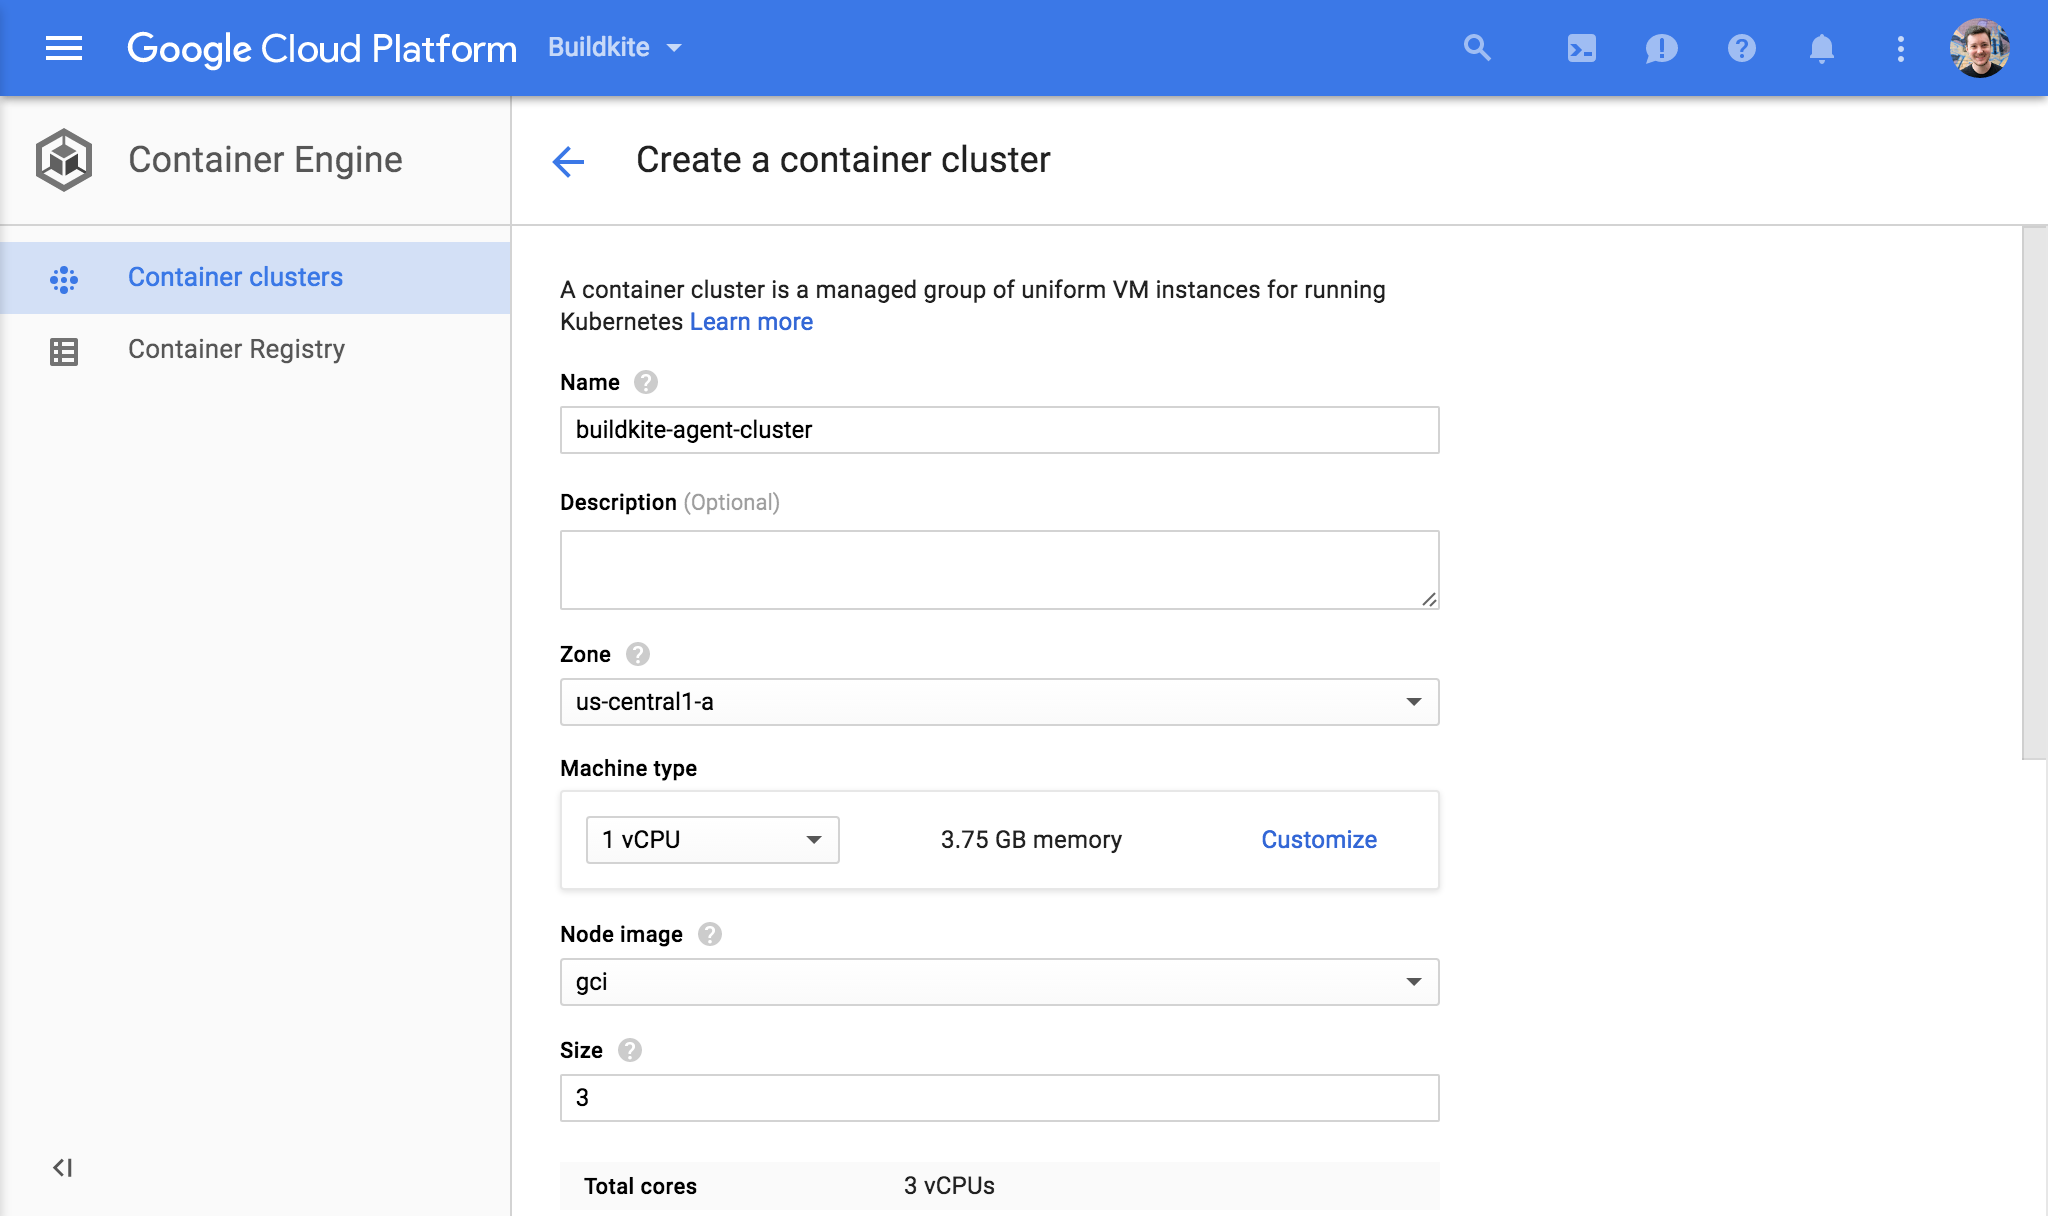 Google Cloud Platform
Buildkite
Container Engine
Create a container cluster
Container clusters
Container Registry
A container cluster is a managed group of uniform VM instances for running
Kubernetes Learn more
Name
buildkite-agent-cluster
Description (Optional)
Zone
us-central1-a
Machine type
1 vCPU 3.75 GB memory Customize
Node image
gci
Size
3
Total cores 3 vCPUs